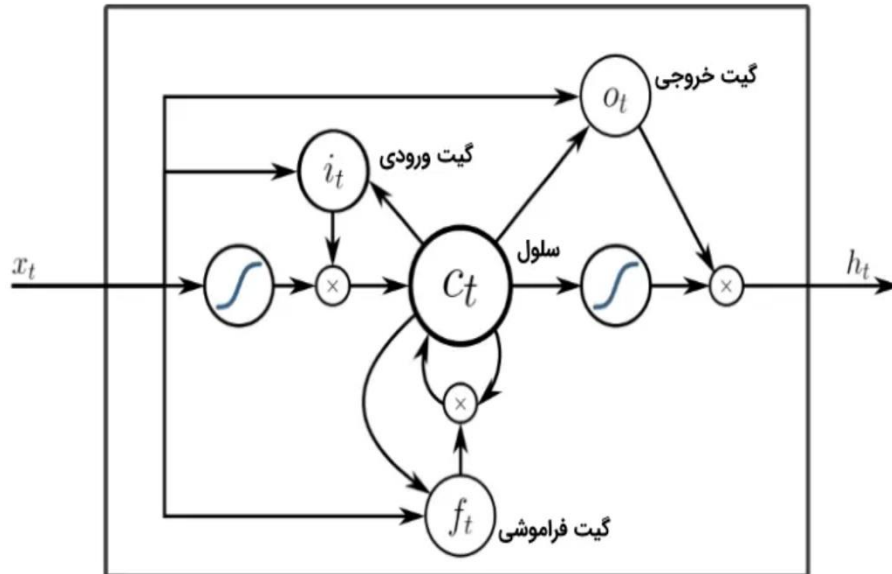 گیت خروجی
o_t
گیت ورودی
i_t
x_t
سلول
c_t
h_t
×
×
×
f_t
گیت فراموشی